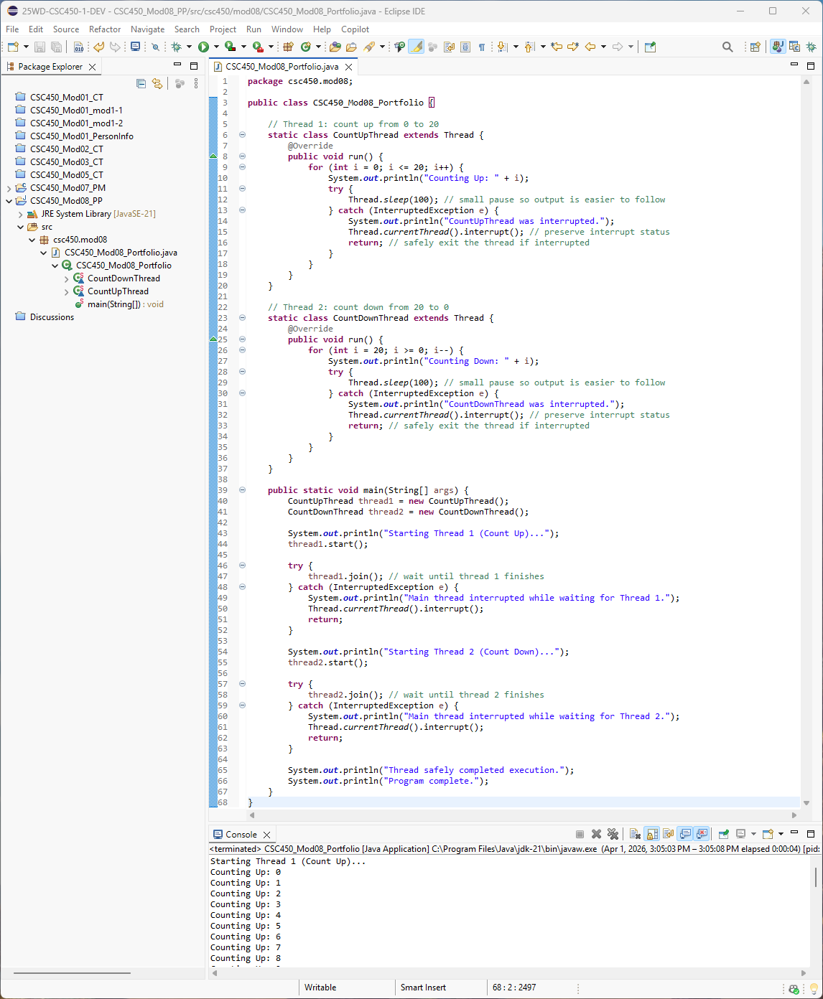 25WD-CSC450-1-DEV - CSC450_Mod08_PP/src/csc450/mod08/CSC450_Mod08_Portfolio.java - Eclipse IDE
File Edit Source Refactor Navigate Search Project Run Window Help Copilot
Package Explorer
CSC450_Mod01_CT
CSC450_Mod01_mod1-1
CSC450_Mod01_mod1-2
CSC450_Mod01_PersonInfo
CSC450_Mod02_CT
CSC450_Mod03_CT
CSC450_Mod05_CT
CSC450_Mod07_PM
CSC450_Mod08_PP
JRE System Library [JavaSE-21]
src
csc450.mod08
CSC450_Mod08_Portfolio.java
CSC450_Mod08_Portfolio
CountDownThread
CountUpThread
main(String[]) : void
Discussions
CSC450_Mod08_Portfolio.java
1 package csc450.mod08;
2
3 public class CSC450_Mod08_Portfolio {
4
5     // Thread 1: count up from 0 to 20
6     static class CountUpThread extends Thread {
7         @Override
8         public void run() {
9             for (int i = 0; i <= 20; i++) {
10                 System.out.println("Counting Up: " + i);
11                 try {
12                     Thread.sleep(100); // small pause so output is easier to follow
13                 } catch (InterruptedException e) {
14                     System.out.println("CountUpThread was interrupted.");
15                     Thread.currentThread().interrupt(); // preserve interrupt status
16                     return; // safely exit the thread if interrupted
17                 }
18             }
19         }
20     }
21
22     // Thread 2: count down from 20 to 0
23     static class CountDownThread extends Thread {
24         @Override
25         public void run() {
26             for (int i = 20; i >= 0; i--) {
27                 System.out.println("Counting Down: " + i);
28                 try {
29                     Thread.sleep(100); // small pause so output is easier to follow
30                 } catch (InterruptedException e) {
31                     System.out.println("CountDownThread was interrupted.");
32                     Thread.currentThread().interrupt(); // preserve interrupt status
33                     return; // safely exit the thread if interrupted
34                 }
35             }
36         }
37     }
38
39     public static void main(String[] args) {
40         CountUpThread thread1 = new CountUpThread();
41         CountDownThread thread2 = new CountDownThread();
42
43         System.out.println("Starting Thread 1 (Count Up)...");
44         thread1.start();
45
46         try {
47             thread1.join(); // wait until thread 1 finishes
48         } catch (InterruptedException e) {
49             System.out.println("Main thread interrupted while waiting for Thread 1.");
50             Thread.currentThread().interrupt();
51             return;
52         }
53
54         System.out.println("Starting Thread 2 (Count Down)...");
55         thread2.start();
56
57         try {
58             thread2.join(); // wait until thread 2 finishes
59         } catch (InterruptedException e) {
60             System.out.println("Main thread interrupted while waiting for Thread 2.");
61             Thread.currentThread().interrupt();
62             return;
63         }
64
65         System.out.println("Thread safely completed execution.");
66         System.out.println("Program complete.");
67     }
68 }
Console
<terminated> CSC450_Mod08_Portfolio [Java Application] C:\Program Files\Java\jdk-21\bin\javaw.exe (Apr 1, 2026, 3:05:03 PM – 3:05:08 PM elapsed 0:00:04) [pid:
Starting Thread 1 (Count Up)...
Counting Up: 0
Counting Up: 1
Counting Up: 2
Counting Up: 3
Counting Up: 4
Counting Up: 5
Counting Up: 6
Counting Up: 7
Counting Up: 8
Writable Smart Insert 68 : 2 : 2497